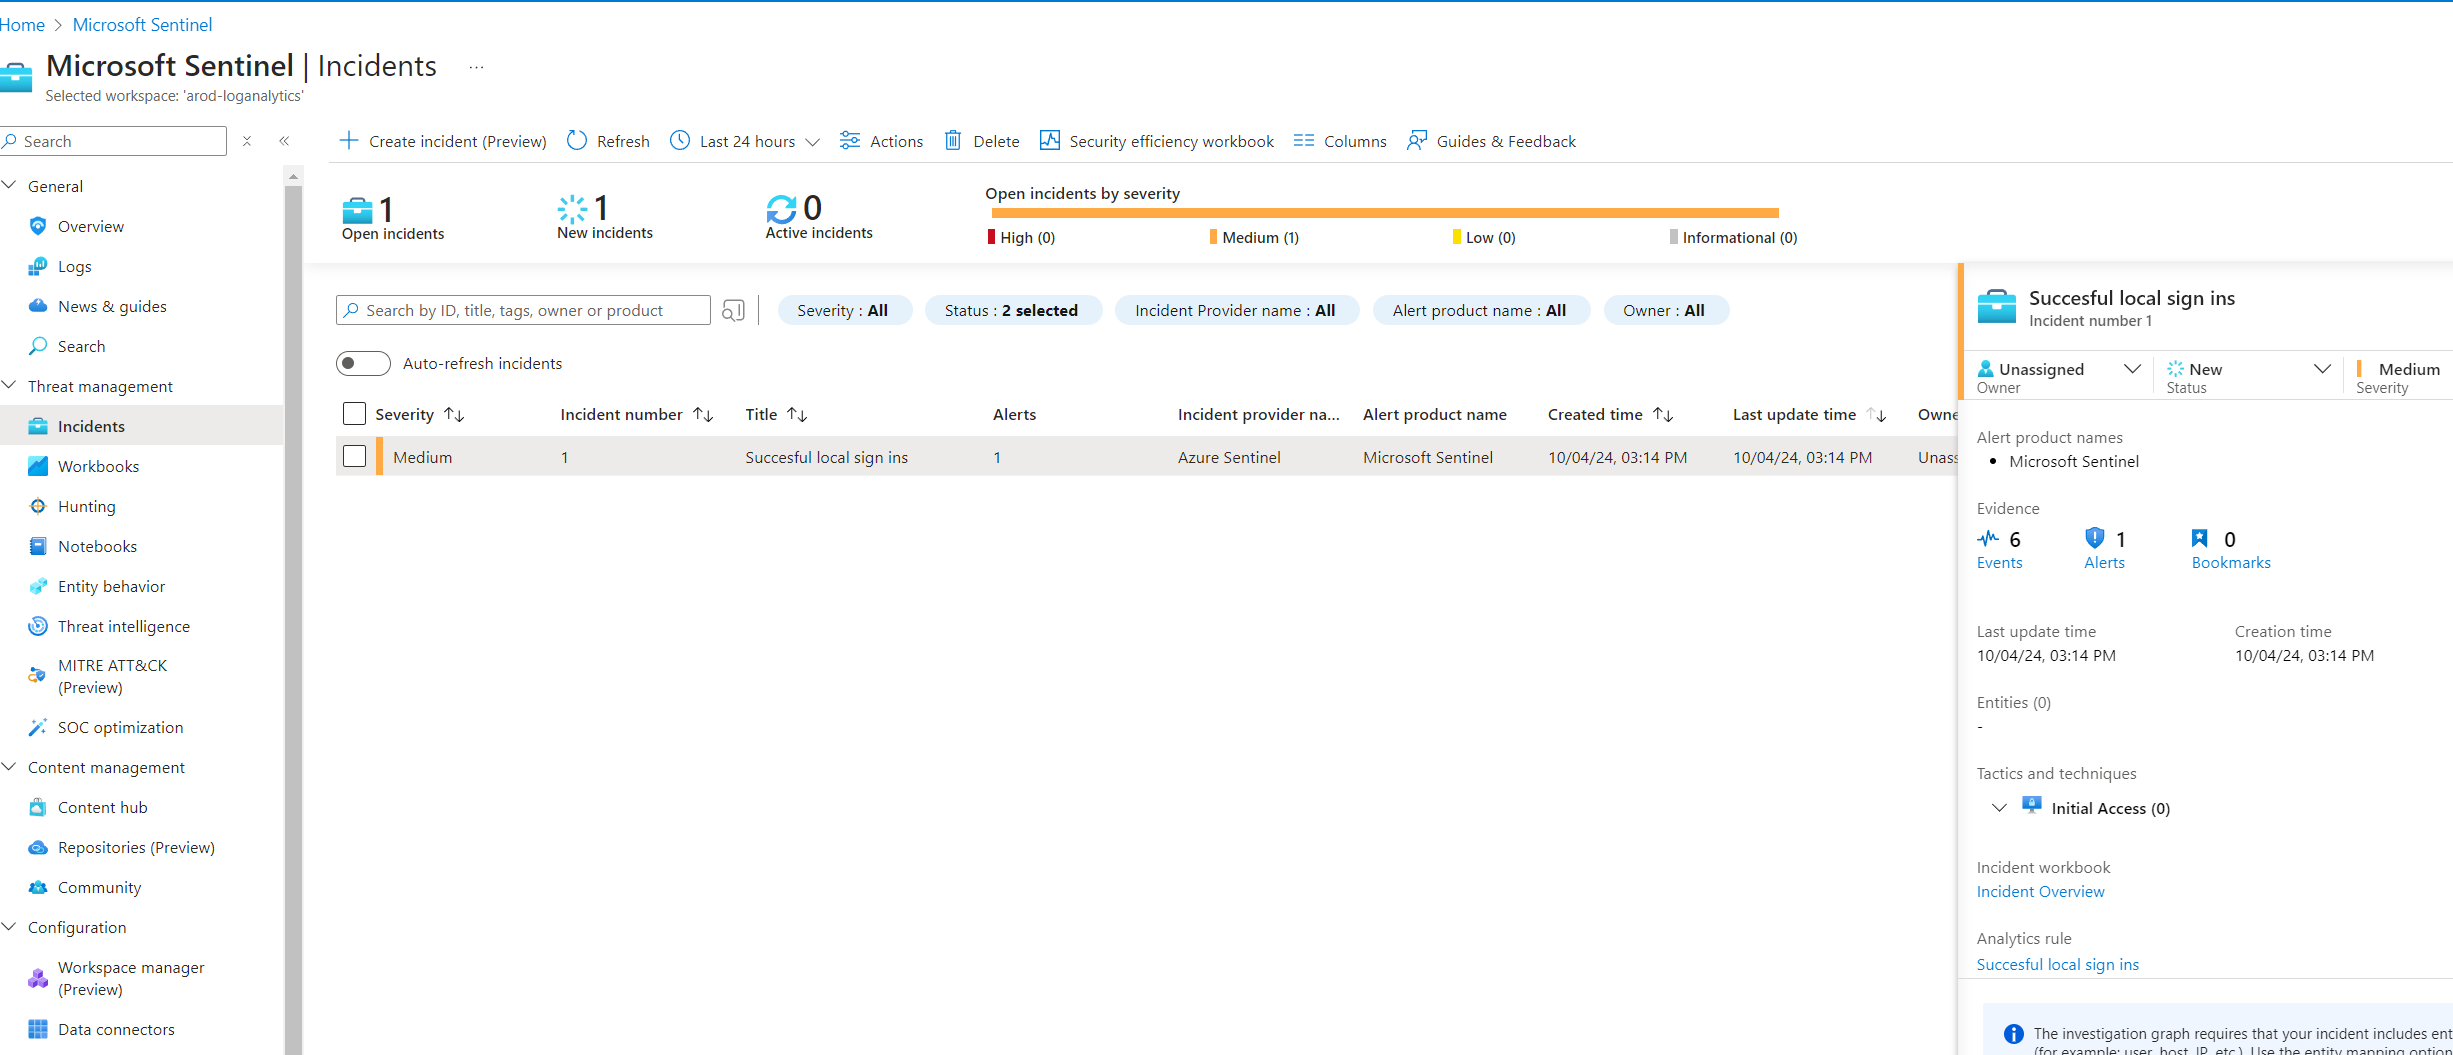 Home > Microsoft Sentinel
Microsoft Sentinel | Incidents ...
Selected workspace: 'arod-loganalytics'
Search
General
Overview
Logs
News & guides
Search
Threat management
Incidents
Workbooks
Hunting
Notebooks
Entity behavior
Threat intelligence
MITRE ATT&CK
(Preview)
SOC optimization
Content management
Content hub
Repositories (Preview)
Community
Configuration
Workspace manager
(Preview)
Data connectors
Create incident (Preview) Refresh Last 24 hours Actions Delete Security efficiency workbook Columns Guides & Feedback
1
Open incidents
1
New incidents
0
Active incidents
Open incidents by severity
High (0) Medium (1) Low (0) Informational (0)
Search by ID, title, tags, owner or product Severity : All Status : 2 selected Incident Provider name : All Alert product name : All Owner : All
Auto-refresh incidents
Severity Incident number Title Alerts Incident provider na... Alert product name Created time Last update time Owne
Medium 1 Succesful local sign ins 1 Azure Sentinel Microsoft Sentinel 10/04/24, 03:14 PM 10/04/24, 03:14 PM Unass
Succesful local sign ins
Incident number 1
Unassigned New Medium
Owner Status Severity
Alert product names
• Microsoft Sentinel
Evidence
6 1 0
Events Alerts Bookmarks
Last update time Creation time
10/04/24, 03:14 PM 10/04/24, 03:14 PM
Entities (0)
-
Tactics and techniques
Initial Access (0)
Incident workbook
Incident Overview
Analytics rule
Succesful local sign ins
The investigation graph requires that your incident includes ent
(for example: user, host, IP, etc.). Use the entity mapping option